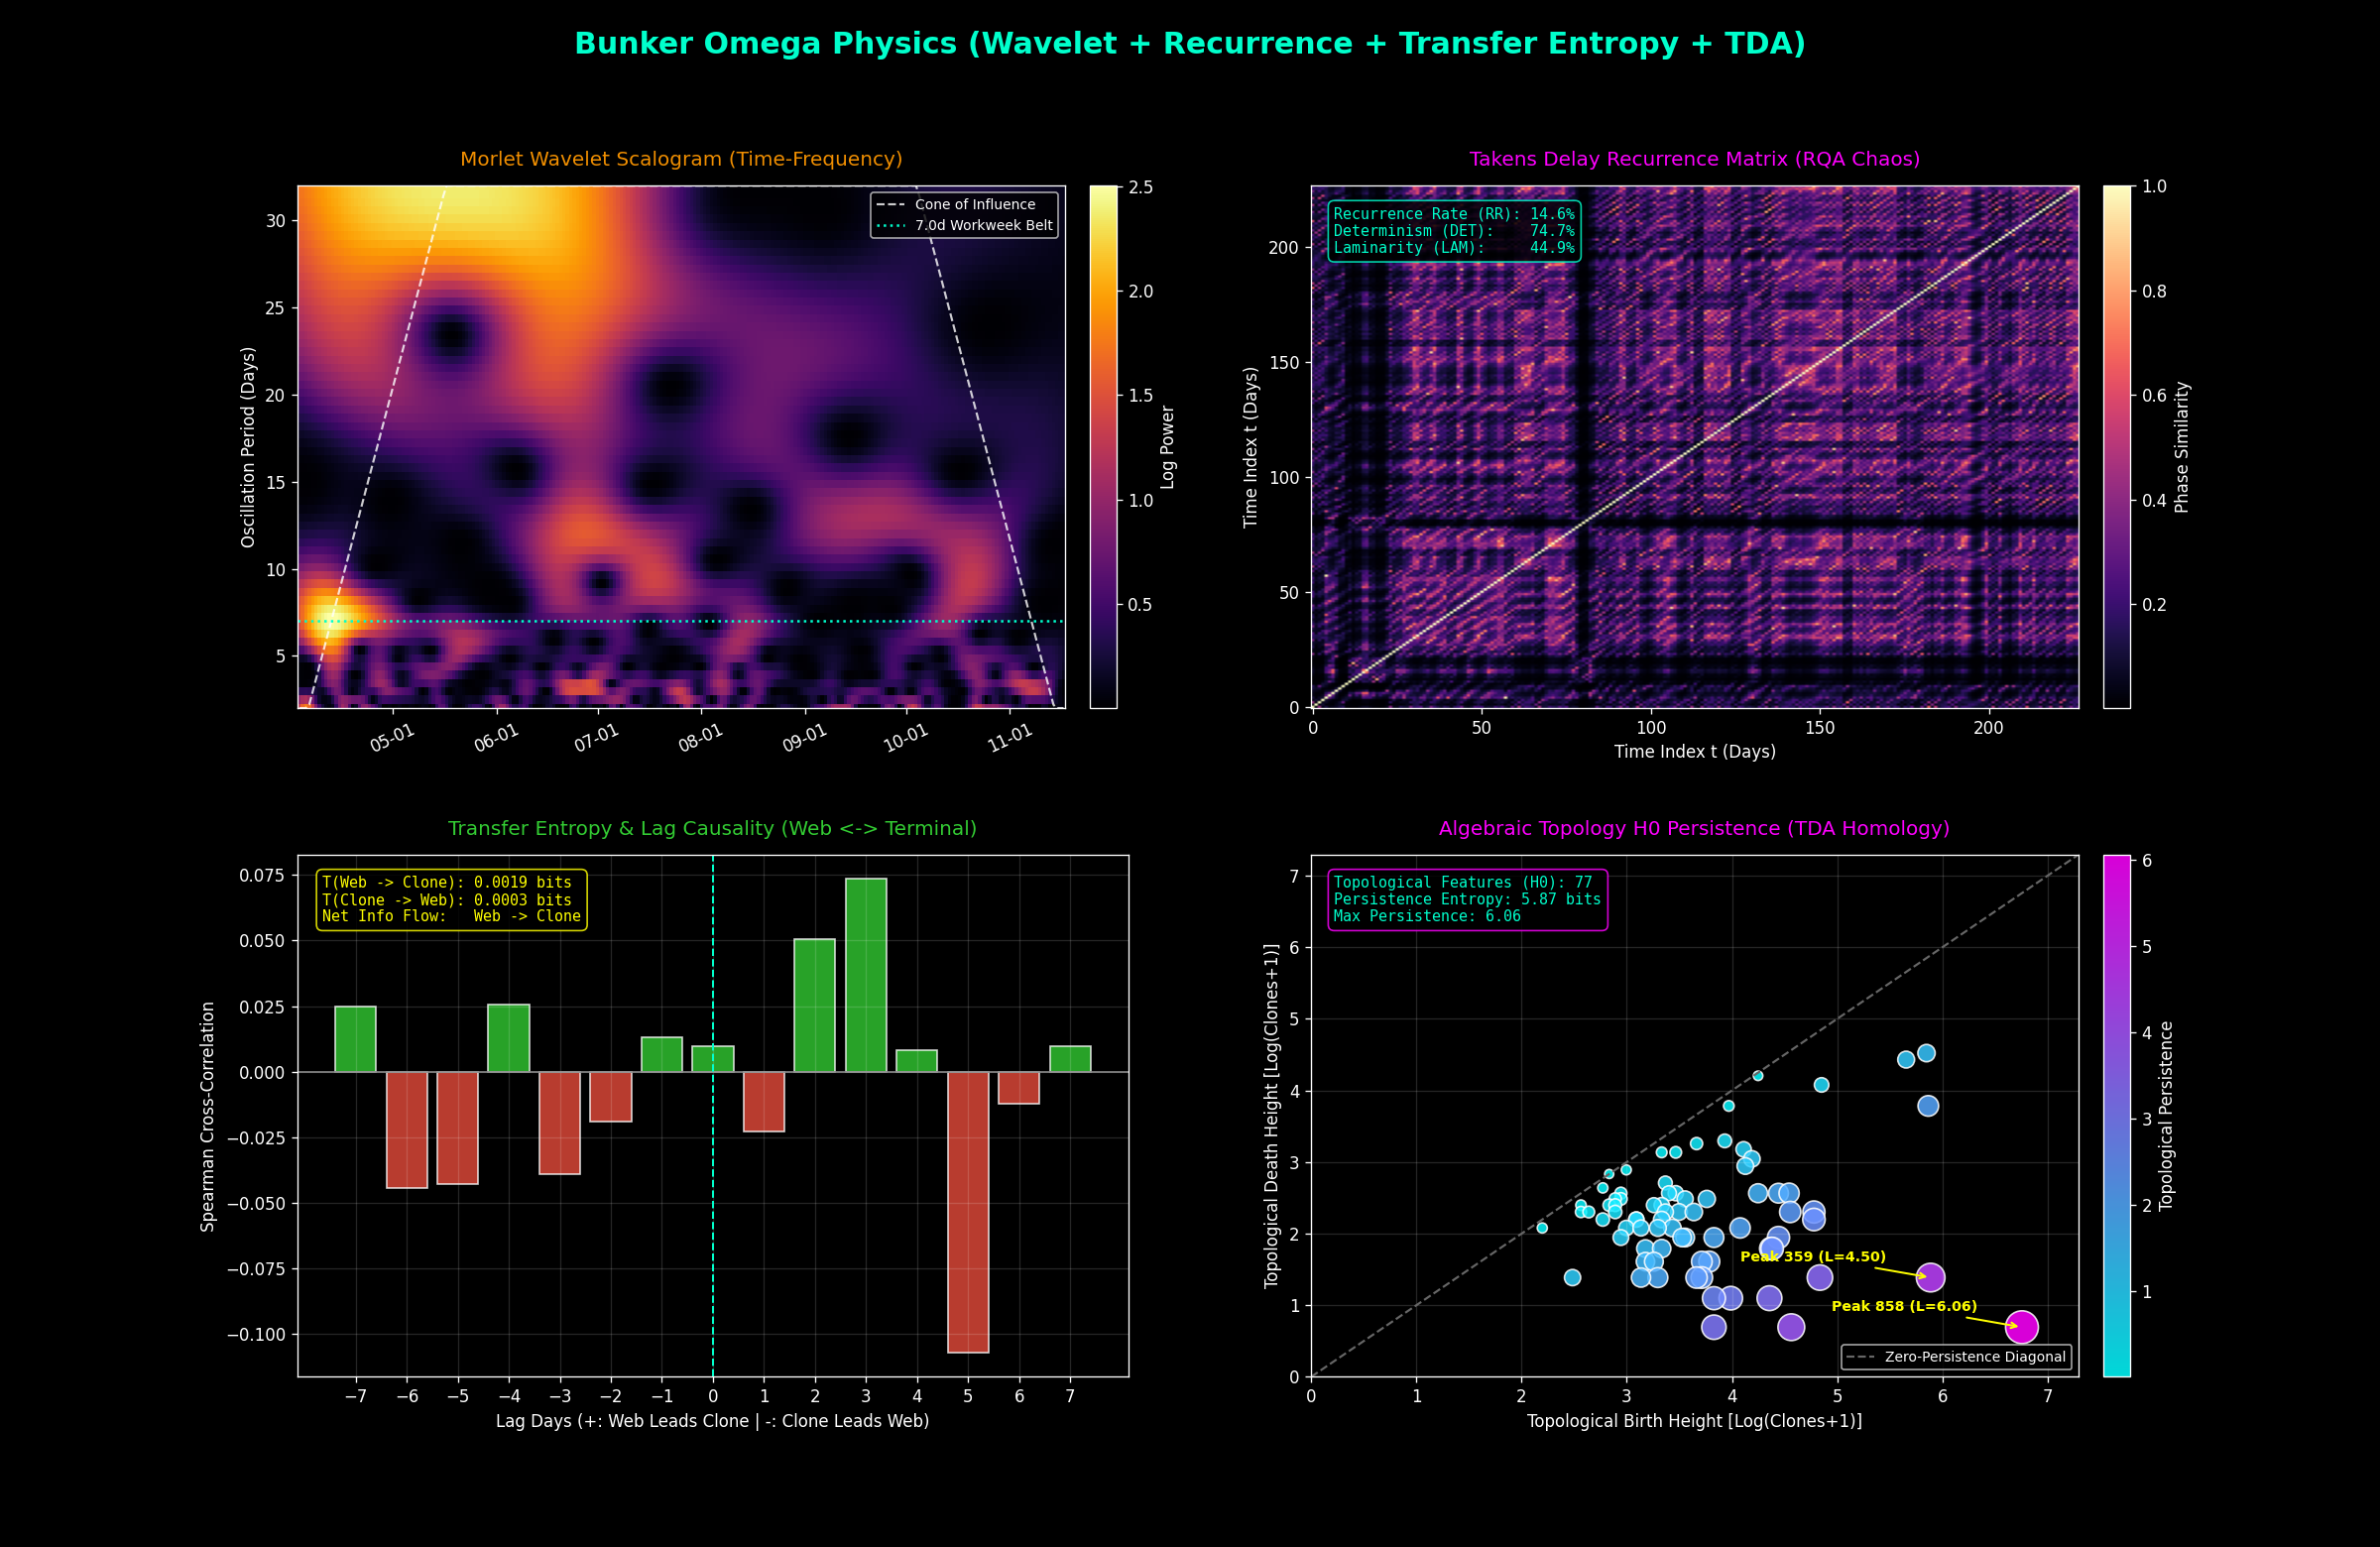 Bunker Omega Physics (Wavelet + Recurrence + Transfer Entropy + TDA)
Morlet Wavelet Scalogram (Time-Frequency)
Cone of Influence
7.0d Workweek Belt
Oscillation Period (Days)
30
25
20
15
10
5
05-01
06-01
07-01
08-01
09-01
10-01
11-01
2.5
2.0
1.5
1.0
0.5
Log Power
Takens Delay Recurrence Matrix (RQA Chaos)
Recurrence Rate (RR): 14.6%
Determinism (DET): 74.7%
Laminarity (LAM): 44.9%
Time Index t (Days)
200
150
100
50
0
0
50
100
150
200
Time Index t (Days)
1.0
0.8
0.6
0.4
0.2
Phase Similarity
Transfer Entropy & Lag Causality (Web <-> Terminal)
T(Web -> Clone): 0.0019 bits
T(Clone -> Web): 0.0003 bits
Net Info Flow: Web -> Clone
Spearman Cross-Correlation
0.075
0.050
0.025
0.000
−0.025
−0.050
−0.075
−0.100
−7
−6
−5
−4
−3
−2
−1
0
1
2
3
4
5
6
7
Lag Days (+: Web Leads Clone | -: Clone Leads Web)
Algebraic Topology H0 Persistence (TDA Homology)
Topological Features (H0): 77
Persistence Entropy: 5.87 bits
Max Persistence: 6.06
Topological Death Height [Log(Clones+1)]
7
6
5
4
3
2
1
0
Peak 359 (L=4.50)
Peak 858 (L=6.06)
Zero-Persistence Diagonal
0
1
2
3
4
5
6
7
Topological Birth Height [Log(Clones+1)]
6
5
4
3
2
1
Topological Persistence